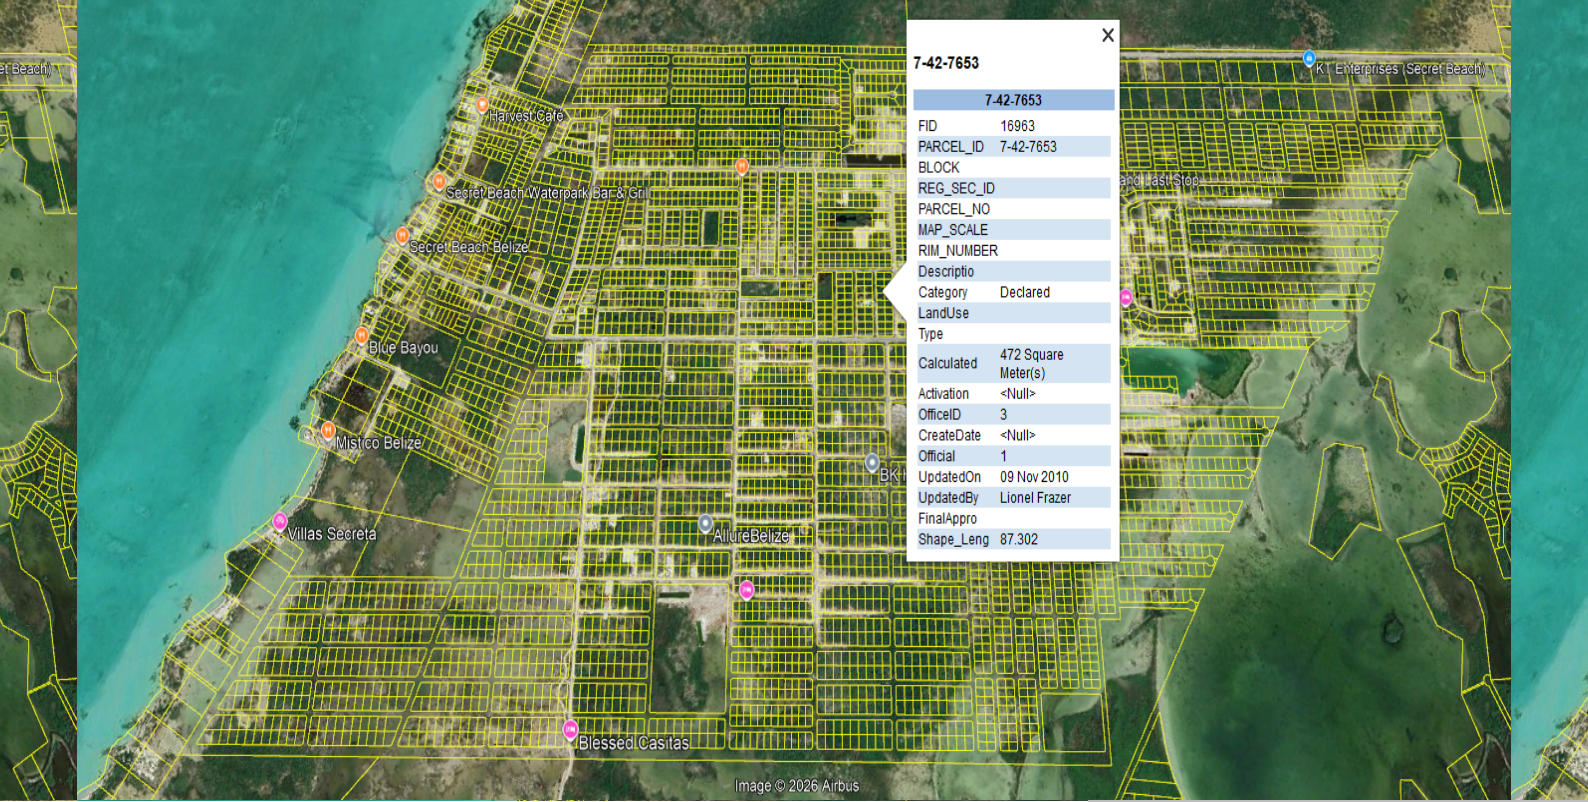 et Beach)
Harvest Cafe
Secret Beach Waterpark Bar & Gril
Secret Beach Belize
Blue Bayou
Mistico Belize
Villas Secreta
BK
AllureBelize
Blessed Casitas
Image © 2026 Airbus
KT Enterprises (Secret Beach)
and Last Stop
X
7-42-7653
7-42-7653
FID 16963
PARCEL_ID 7-42-7653
BLOCK
REG_SEC_ID
PARCEL_NO
MAP_SCALE
RIM_NUMBER
Descriptio
Category Declared
LandUse
Type
Calculated 472 Square
Meter(s)
Activation <Null>
OfficeID 3
CreateDate <Null>
Official 1
UpdatedOn 09 Nov 2010
UpdatedBy Lionel Frazer
FinalAppro
Shape_Leng 87.302